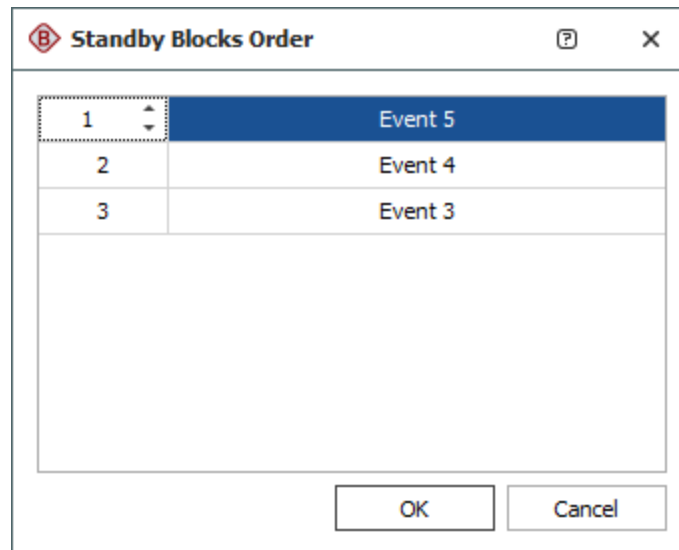 B Standby Blocks Order ?
1 Event 5
2 Event 4
3 Event 3
OK Cancel